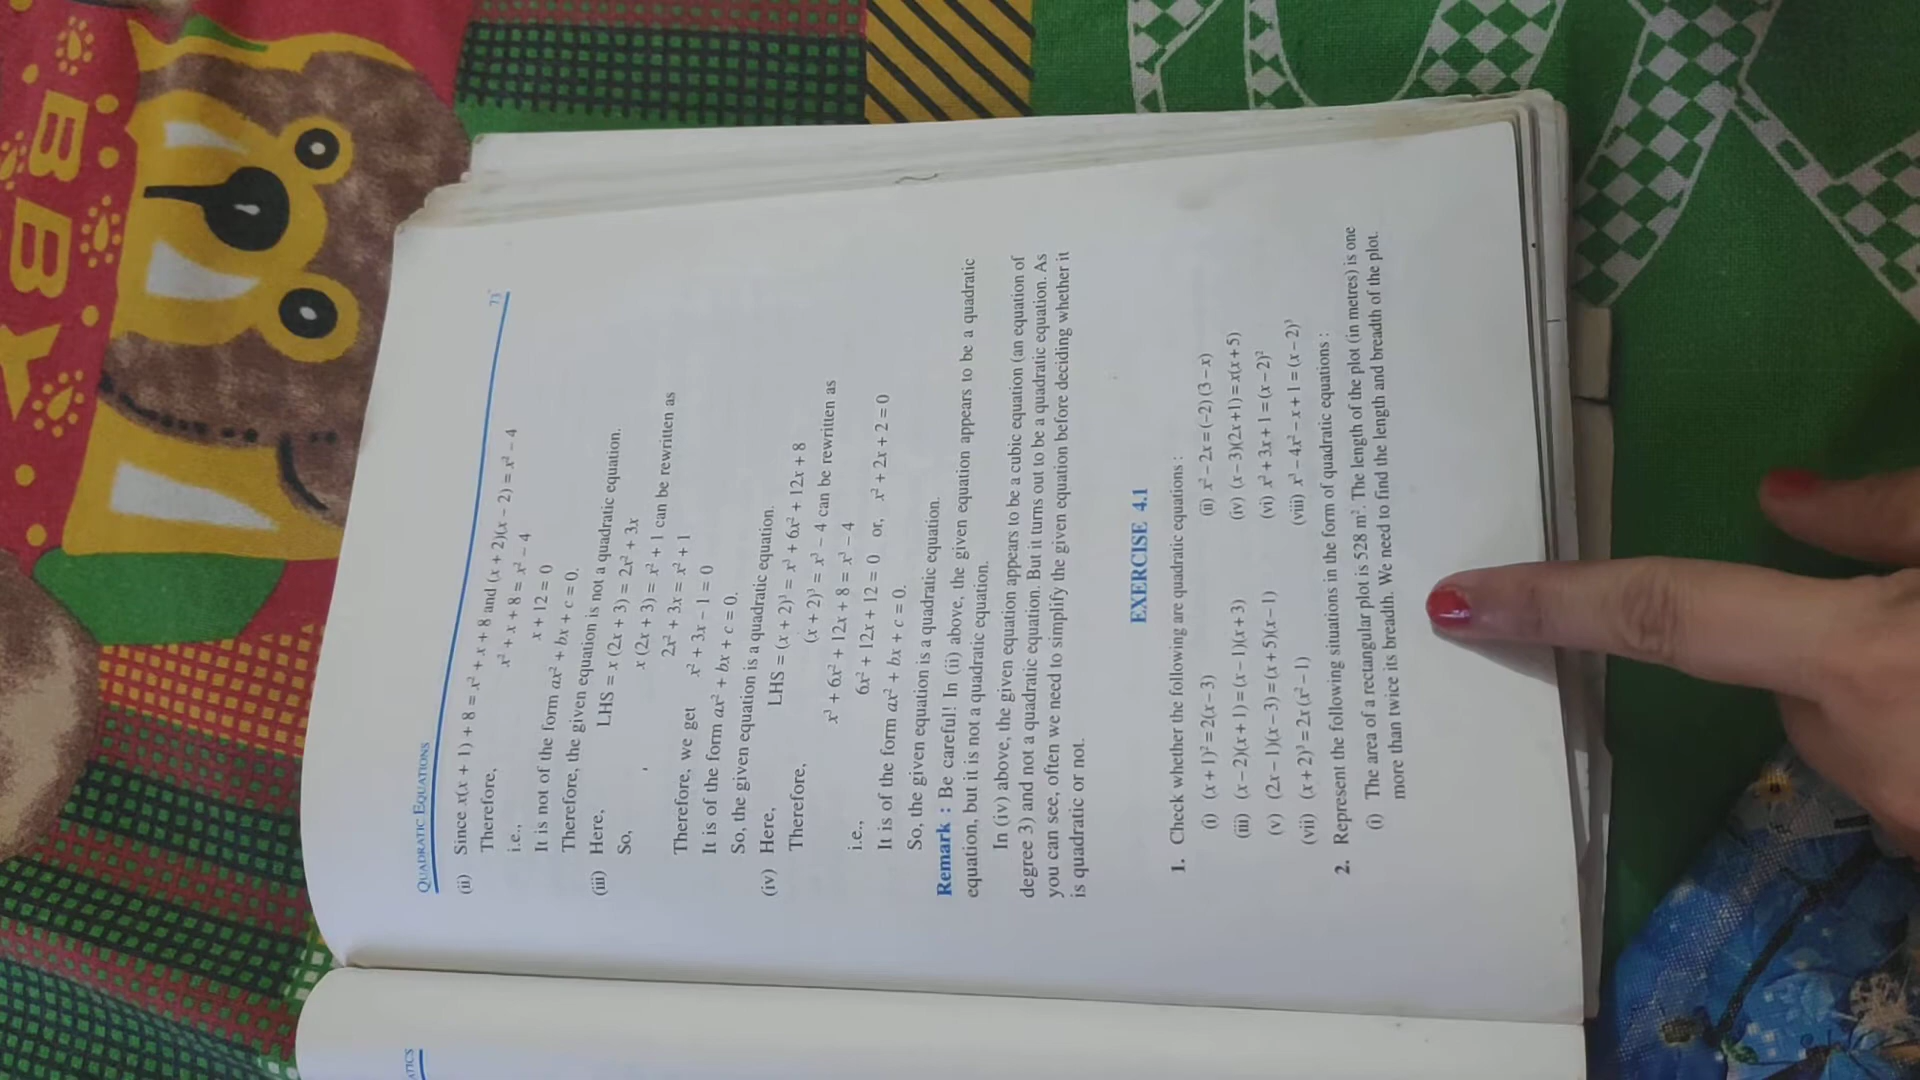 BBY
ATICS
QUADRATIC EQUATIONS 73
(ii) Since x(x + 1) + 8 = x² + x + 8 and (x + 2)(x – 2) = x² – 4
Therefore, x² + x + 8 = x² – 4
i.e., x + 12 = 0
It is not of the form ax² + bx + c = 0.
Therefore, the given equation is not a quadratic equation.
(iii) Here, LHS = x (2x + 3) = 2x² + 3x
So, x (2x + 3) = x² + 1 can be rewritten as
2x² + 3x = x² + 1
Therefore, we get x² + 3x – 1 = 0
It is of the form ax² + bx + c = 0.
So, the given equation is a quadratic equation.
(iv) Here, LHS = (x + 2)³ = x³ + 6x² + 12x + 8
Therefore, (x + 2)³ = x³ – 4 can be rewritten as
x³ + 6x² + 12x + 8 = x³ – 4
i.e., 6x² + 12x + 12 = 0 or, x² + 2x + 2 = 0
It is of the form ax² + bx + c = 0.
So, the given equation is a quadratic equation.
Remark : Be careful! In (ii) above, the given equation appears to be a quadratic
equation, but it is not a quadratic equation.
In (iv) above, the given equation appears to be a cubic equation (an equation of
degree 3) and not a quadratic equation. But it turns out to be a quadratic equation. As
you can see, often we need to simplify the given equation before deciding whether it
is quadratic or not.
EXERCISE 4.1
1. Check whether the following are quadratic equations :
(i) (x + 1)² = 2(x – 3) (ii) x² – 2x = (–2) (3 – x)
(iii) (x – 2)(x + 1) = (x – 1)(x + 3) (iv) (x – 3)(2x + 1) = x(x + 5)
(v) (2x – 1)(x – 3) = (x + 5)(x – 1) (vi) x² + 3x + 1 = (x – 2)²
(vii) (x + 2)³ = 2x (x² – 1) (viii) x³ – 4x² – x + 1 = (x – 2)³
2. Represent the following situations in the form of quadratic equations :
(i) The area of a rectangular plot is 528 m². The length of the plot (in metres) is one
more than twice its breadth. We need to find the length and breadth of the plot.